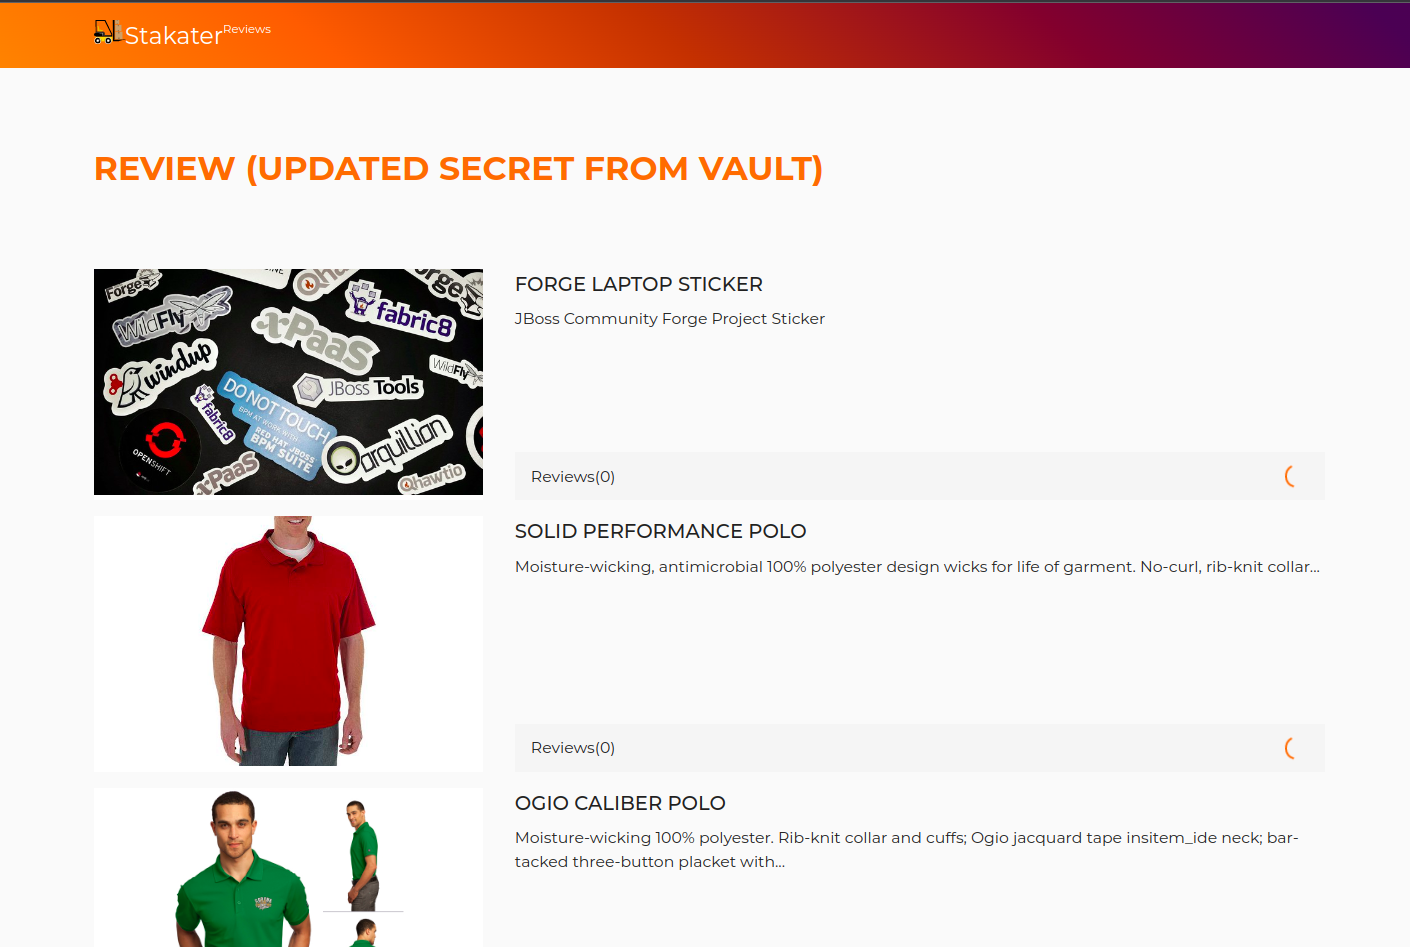 StakaterReviews
REVIEW (UPDATED SECRET FROM VAULT)
Forge
WildFly
fabric8
xPaaS
windup
JBoss Tools
WildFly
DO NOT TOUCH
BPM AT WORK WITH
RED HAT JBOSS
BPM SUITE
fabric8
OPENSHIFT
arquillian
xPaaS
hawtio
FORGE LAPTOP STICKER
JBoss Community Forge Project Sticker
Reviews(0)
SOLID PERFORMANCE POLO
Moisture-wicking, antimicrobial 100% polyester design wicks for life of garment. No-curl, rib-knit collar...
Reviews(0)
OGIO CALIBER POLO
Moisture-wicking 100% polyester. Rib-knit collar and cuffs; Ogio jacquard tape insitem_ide neck; bar-
tacked three-button placket with...